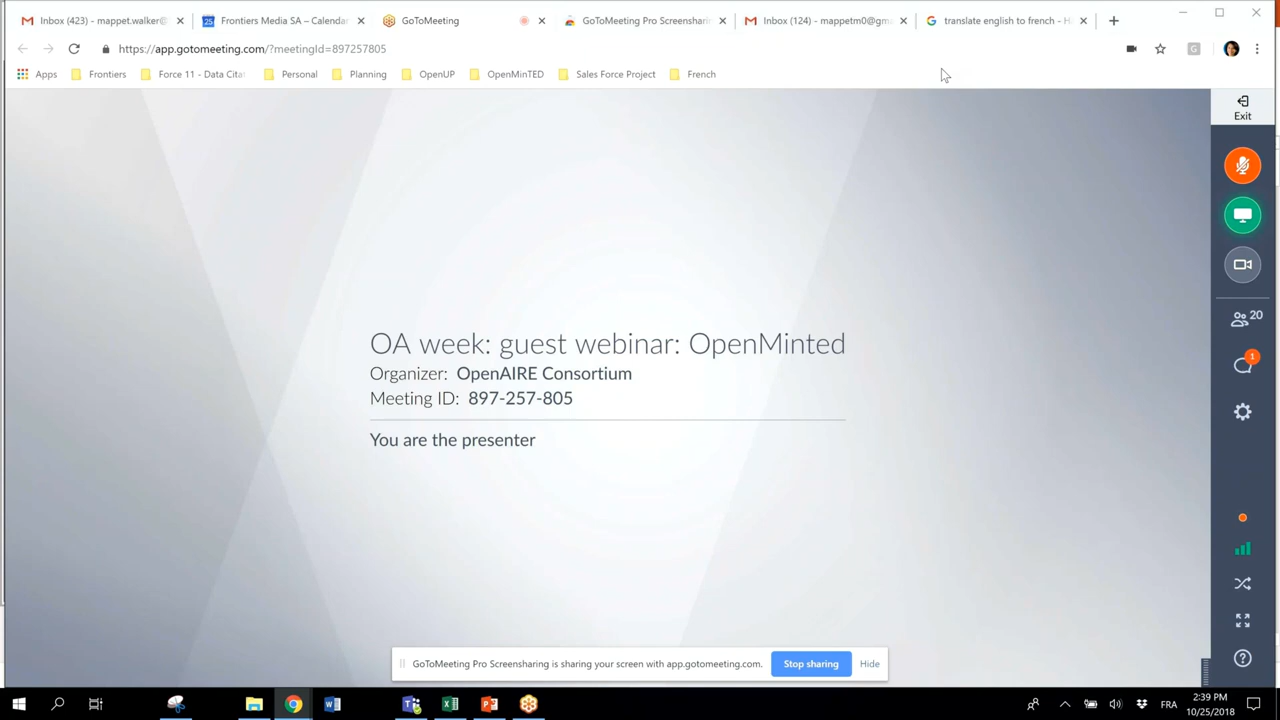 Inbox (423) - mappet.walker@
Frontiers Media SA – Calenda
GoToMeeting
GoToMeeting Pro Screensharin
Inbox (124) - mappetm0@gm
translate english to french - H
https://app.gotomeeting.com/?meetingId=897257805
Apps
Frontiers
Force 11 - Data Citat
Personal
Planning
OpenUP
OpenMinTED
Sales Force Project
French
Exit
20
1
OA week: guest webinar: OpenMinted
Organizer: OpenAIRE Consortium
Meeting ID: 897-257-805
You are the presenter
GoToMeeting Pro Screensharing is sharing your screen with app.gotomeeting.com.
Stop sharing
Hide
FRA
2:39 PM
10/25/2018